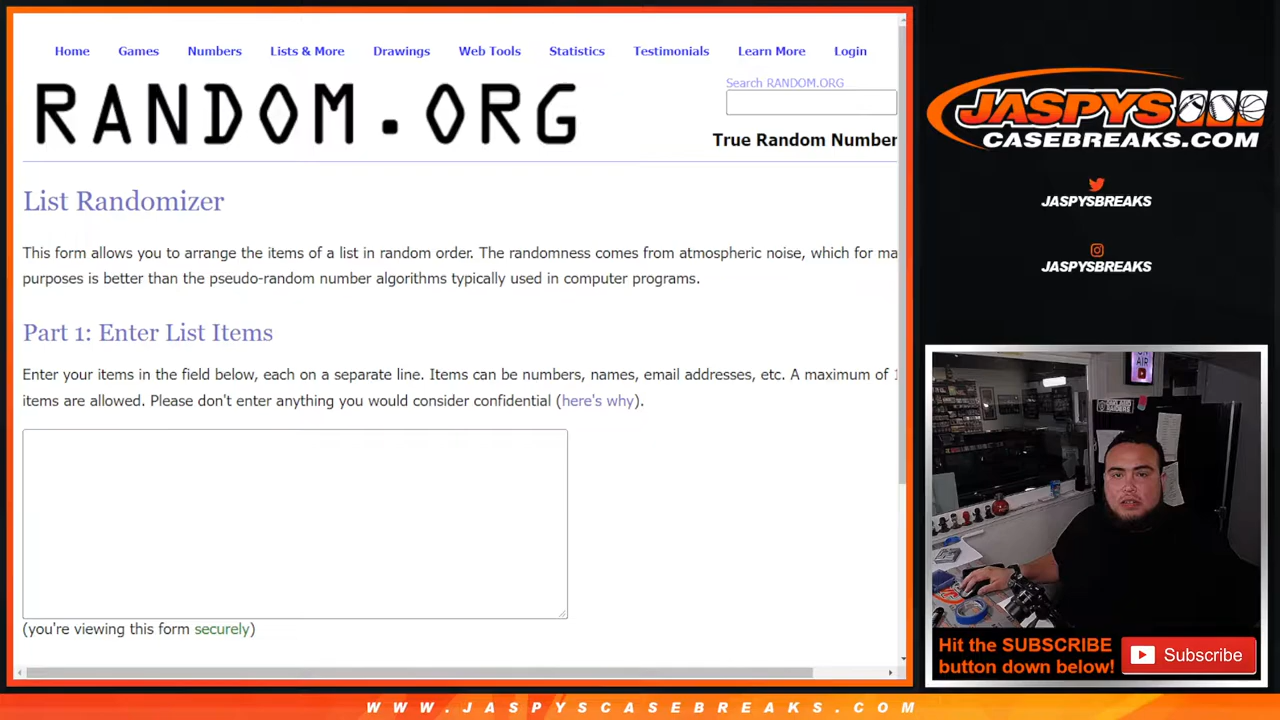 Home Games Numbers Lists & More Drawings Web Tools Statistics Testimonials Learn More Login
Search RANDOM.ORG
RANDOM.ORG
True Random Number
List Randomizer
This form allows you to arrange the items of a list in random order. The randomness comes from atmospheric noise, which for ma
purposes is better than the pseudo-random number algorithms typically used in computer programs.
Part 1: Enter List Items
Enter your items in the field below, each on a separate line. Items can be numbers, names, email addresses, etc. A maximum of 1
items are allowed. Please don't enter anything you would consider confidential (here's why).
(you're viewing this form securely)
JASPYS
CASEBREAKS.COM
JASPYSBREAKS
JASPYSBREAKS
ON
AIR
RAIDERS
Hit the SUBSCRIBE
button down below!
Subscribe
WWW.JASPYSCASEBREAKS.COM